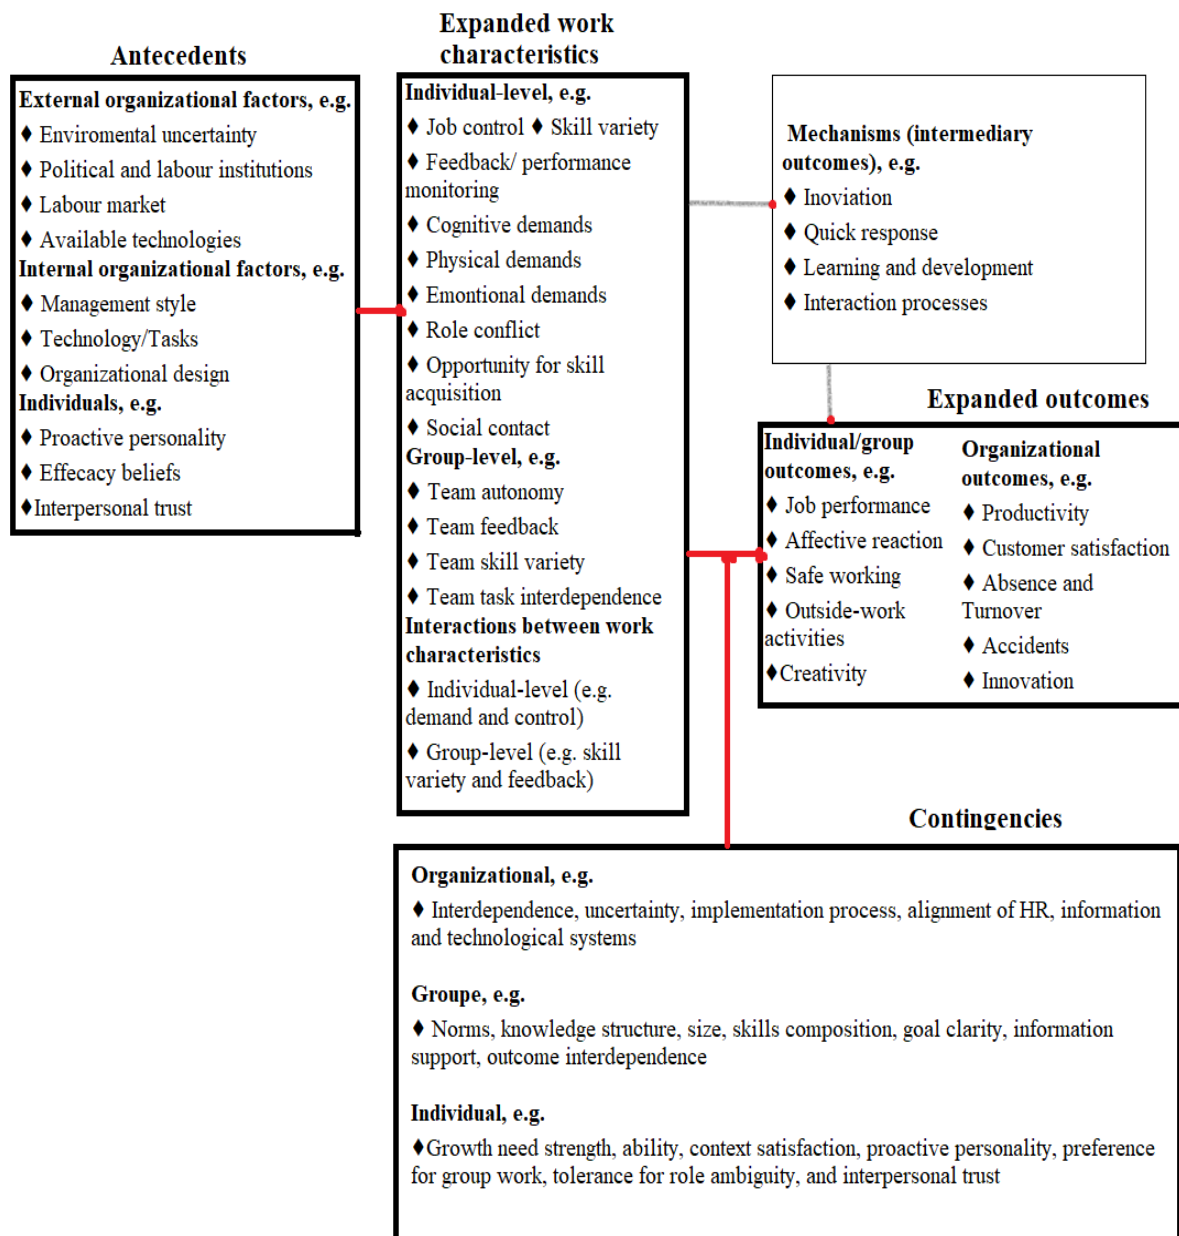 Antecedents
External organizational factors, e.g.
♦ Enviromental uncertainty
♦ Political and labour institutions
♦ Labour market
♦ Available technologies
Internal organizational factors, e.g.
♦ Management style
♦ Technology/Tasks
♦ Organizational design
Individuals, e.g.
♦ Proactive personality
♦ Effecacy beliefs
♦Interpersonal trust
Expanded work
characteristics
Individual-level, e.g.
♦ Job control ♦ Skill variety
♦ Feedback/ performance
monitoring
♦ Cognitive demands
♦ Physical demands
♦ Emontional demands
♦ Role conflict
♦ Opportunity for skill
acquisition
♦ Social contact
Group-level, e.g.
♦ Team autonomy
♦ Team feedback
♦ Team skill variety
♦ Team task interdependence
Interactions between work
characteristics
♦ Individual-level (e.g.
demand and control)
♦ Group-level (e.g. skill
variety and feedback)
Mechanisms (intermediary
outcomes), e.g.
♦ Inoviation
♦ Quick response
♦ Learning and development
♦ Interaction processes
Expanded outcomes
Individual/group
outcomes, e.g.
♦ Job performance
♦ Affective reaction
♦ Safe working
♦ Outside-work
activities
♦Creativity
Organizational
outcomes, e.g.
♦ Productivity
♦ Customer satisfaction
♦ Absence and
Turnover
♦ Accidents
♦ Innovation
Contingencies
Organizational, e.g.
♦ Interdependence, uncertainty, implementation process, alignment of HR, information
and technological systems
Groupe, e.g.
♦ Norms, knowledge structure, size, skills composition, goal clarity, information
support, outcome interdependence
Individual, e.g.
♦Growth need strength, ability, context satisfaction, proactive personality, preference
for group work, tolerance for role ambiguity, and interpersonal trust